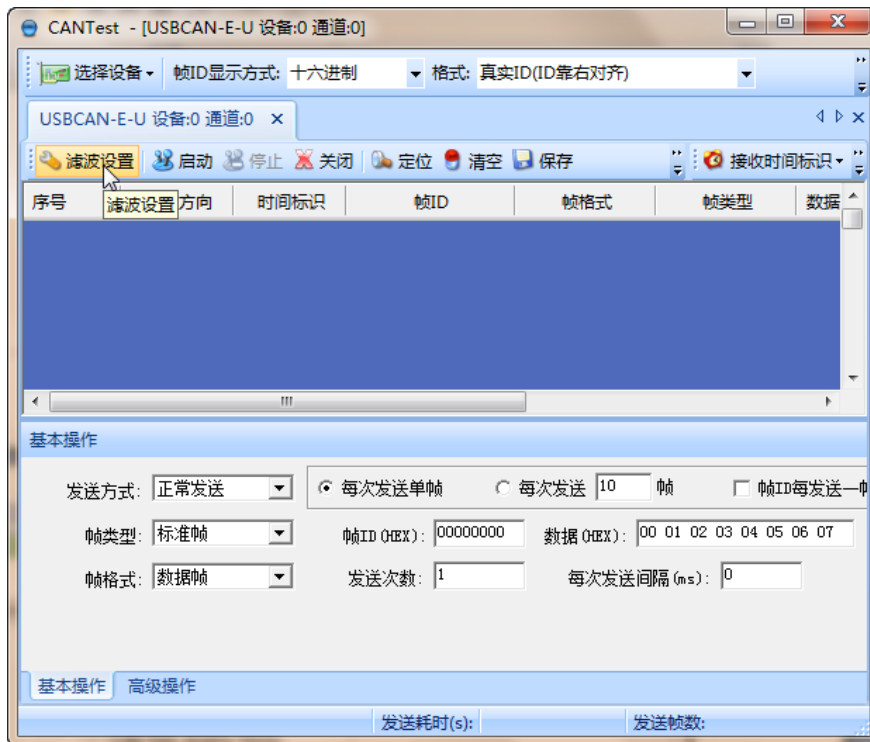 CANTest - [USBCAN-E-U 设备:0 通道:0]
选择设备 帧ID显示方式: 十六进制 格式: 真实ID(ID靠右对齐)
USBCAN-E-U 设备:0 通道:0
滤波设置 启动 停止 关闭 定位 清空 保存 接收时间标识
序号 方向 时间标识 帧ID 帧格式 帧类型 数据
滤波设置
基本操作
发送方式: 正常发送 每次发送单帧 每次发送 10 帧 帧ID每发送一
帧类型: 标准帧 帧ID(HEX): 00000000 数据(HEX): 00 01 02 03 04 05 06 07
帧格式: 数据帧 发送次数: 1 每次发送间隔(ms): 0
基本操作 高级操作
发送耗时(s): 发送帧数: